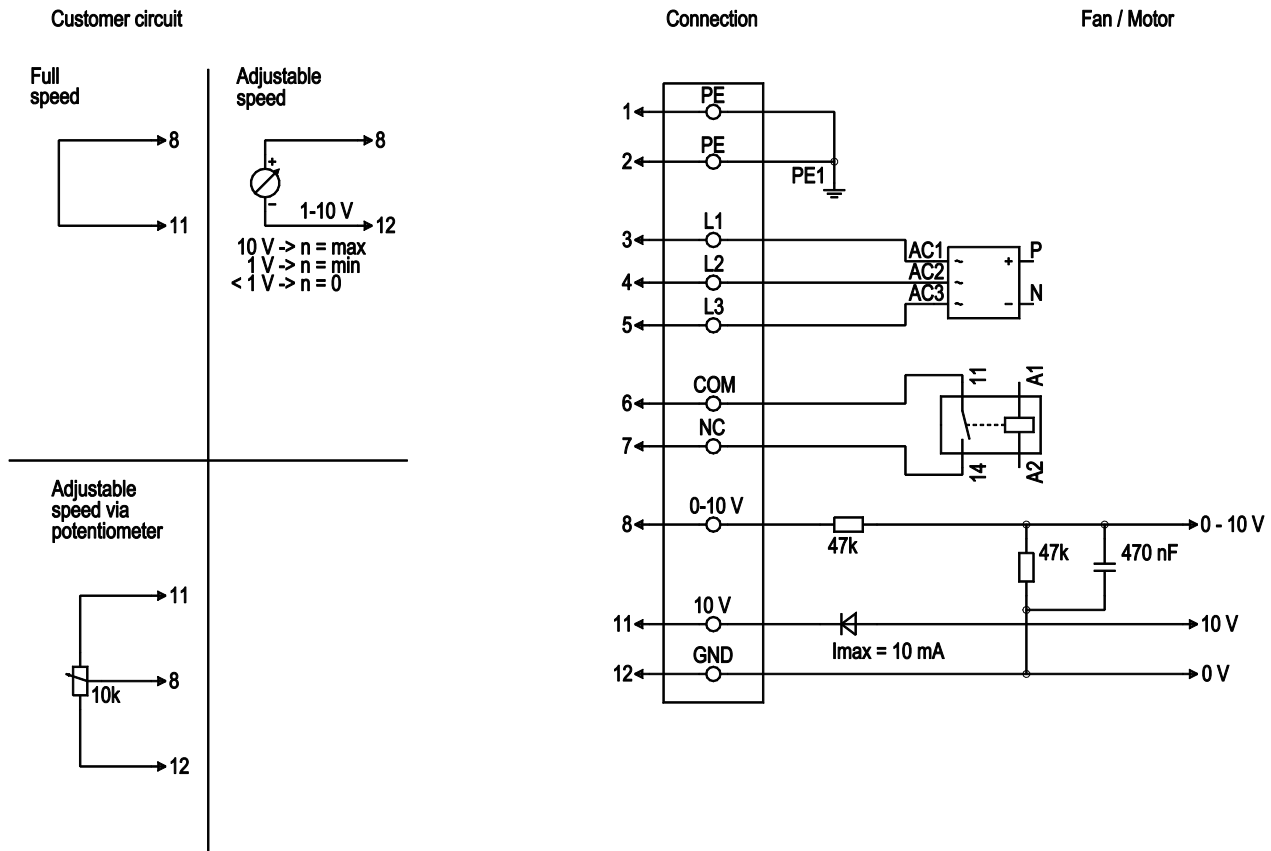 Customer circuit
Connection
Fan / Motor
Full
speed
8
11
Adjustable
speed
8
+
−
1-10 V
12
10 V -> n = max
1 V -> n = min
< 1 V -> n = 0
Adjustable
speed via
potentiometer
11
8
10k
12
1
PE
2
PE
PE1
3
L1
4
L2
5
L3
AC1
~
+
P
AC2
~
AC3
~
−
N
6
COM
7
NC
11
A1
14
A2
8
0-10 V
47k
47k
470 nF
0 - 10 V
11
10 V
Imax = 10 mA
10 V
12
GND
0 V